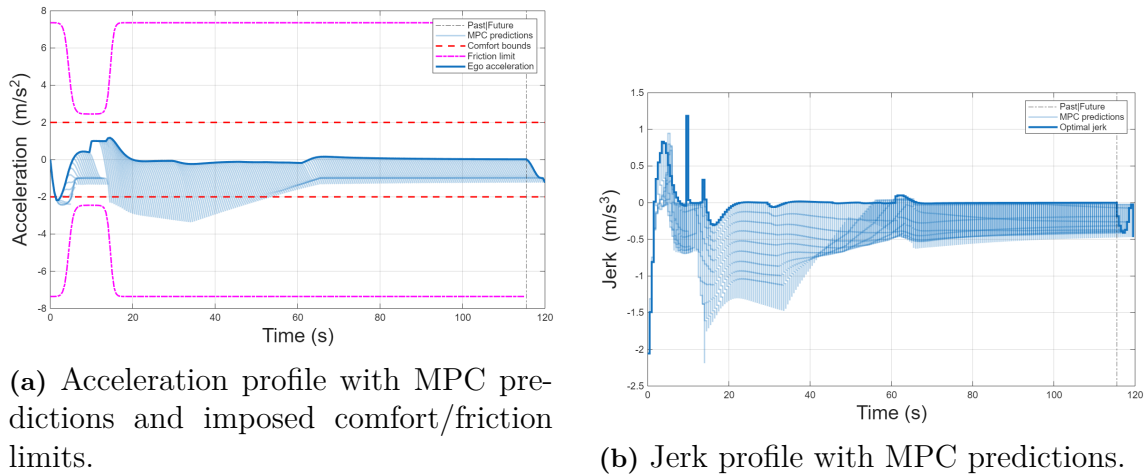 Past|Future
MPC predictions
Comfort bounds
Friction limit
Ego acceleration
Acceleration (m/s²)
8
6
4
2
0
-2
-4
-6
-8
0 20 40 60 80 100 120
Time (s)
(a) Acceleration profile with MPC pre-
dictions and imposed comfort/friction
limits.
Past|Future
MPC predictions
Optimal jerk
Jerk (m/s³)
1.5
1
0.5
0
-0.5
-1
-1.5
-2
-2.5
0 20 40 60 80 100 120
Time (s)
(b) Jerk profile with MPC predictions.